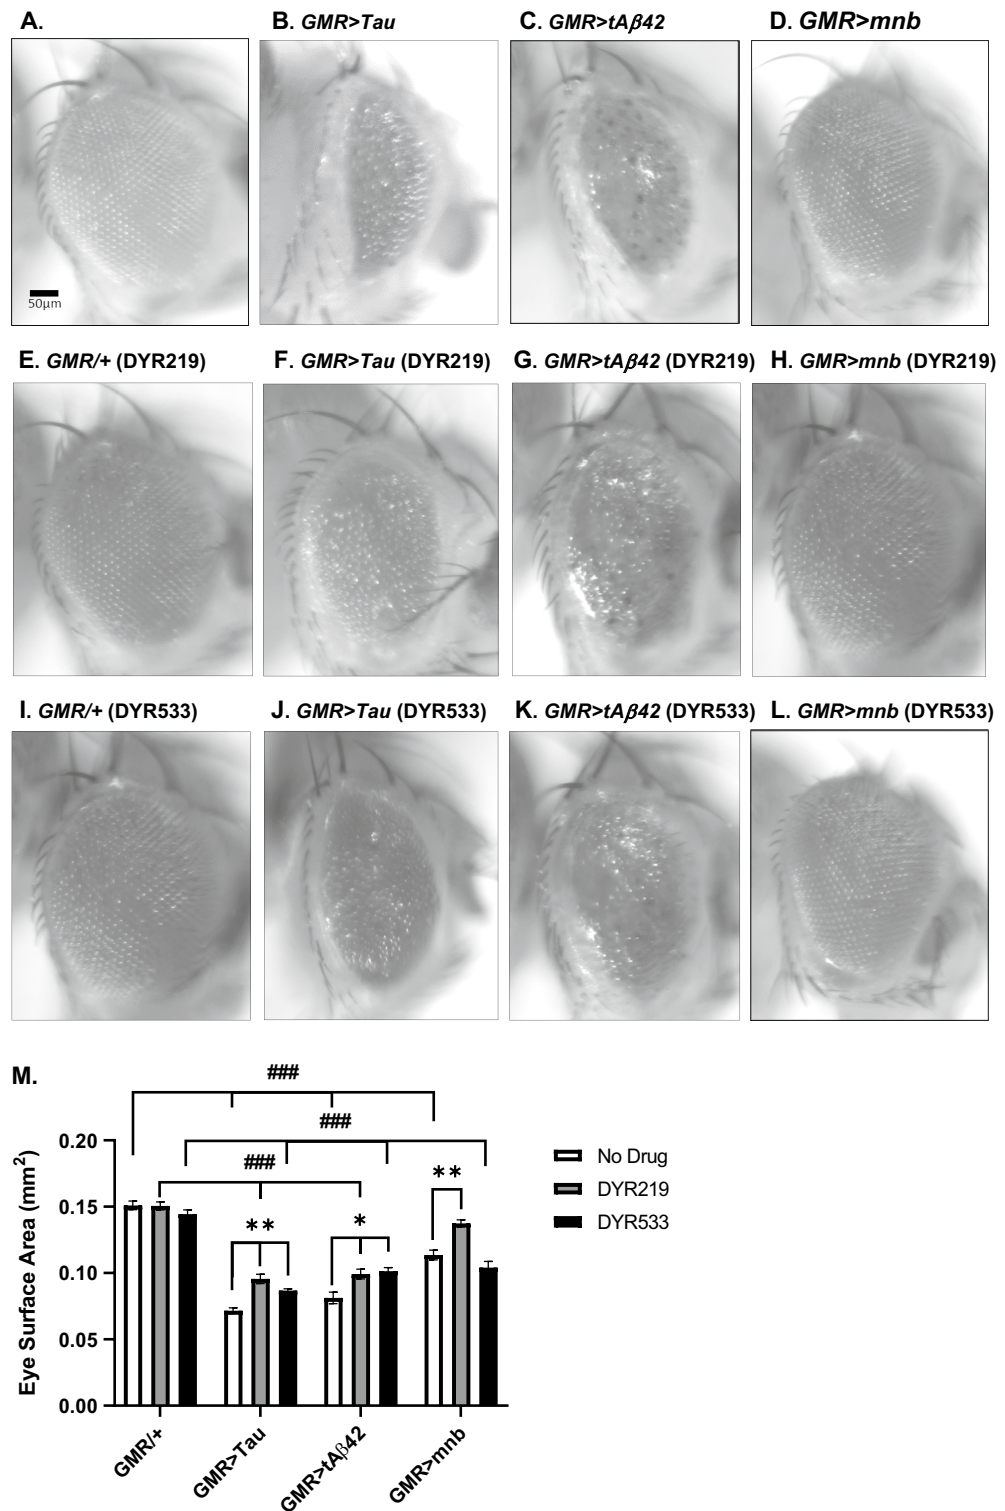 A.
B. GMR>Tau
C. GMR>tAβ42
D. GMR>mnb
50μm
E. GMR/+ (DYR219)
F. GMR>Tau (DYR219)
G. GMR>tAβ42 (DYR219)
H. GMR>mnb (DYR219)
I. GMR/+ (DYR533)
J. GMR>Tau (DYR533)
K. GMR>tAβ42 (DYR533)
L. GMR>mnb (DYR533)
M.
###
###
###
**
**
*
Eye Surface Area (mm²)
0.20
0.15
0.10
0.05
0.00
GMR/+
GMR>Tau
GMR>tAβ42
GMR>mnb
No Drug
DYR219
DYR533